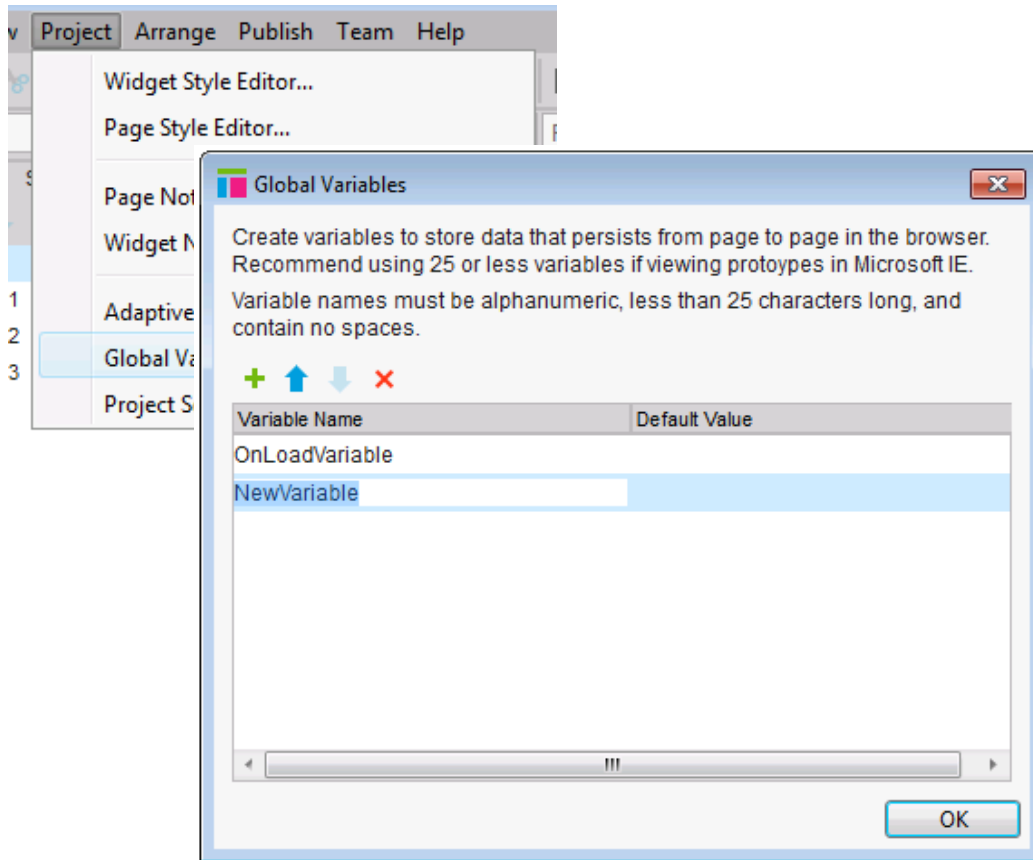 Project Arrange Publish Team Help
Widget Style Editor...
Page Style Editor...
Page Not
Widget N
1
Adaptive
2
Global Va
3
Project S
Global Variables
Create variables to store data that persists from page to page in the browser.
Recommend using 25 or less variables if viewing protoypes in Microsoft IE.
Variable names must be alphanumeric, less than 25 characters long, and
contain no spaces.
Variable Name Default Value
OnLoadVariable
NewVariable
OK